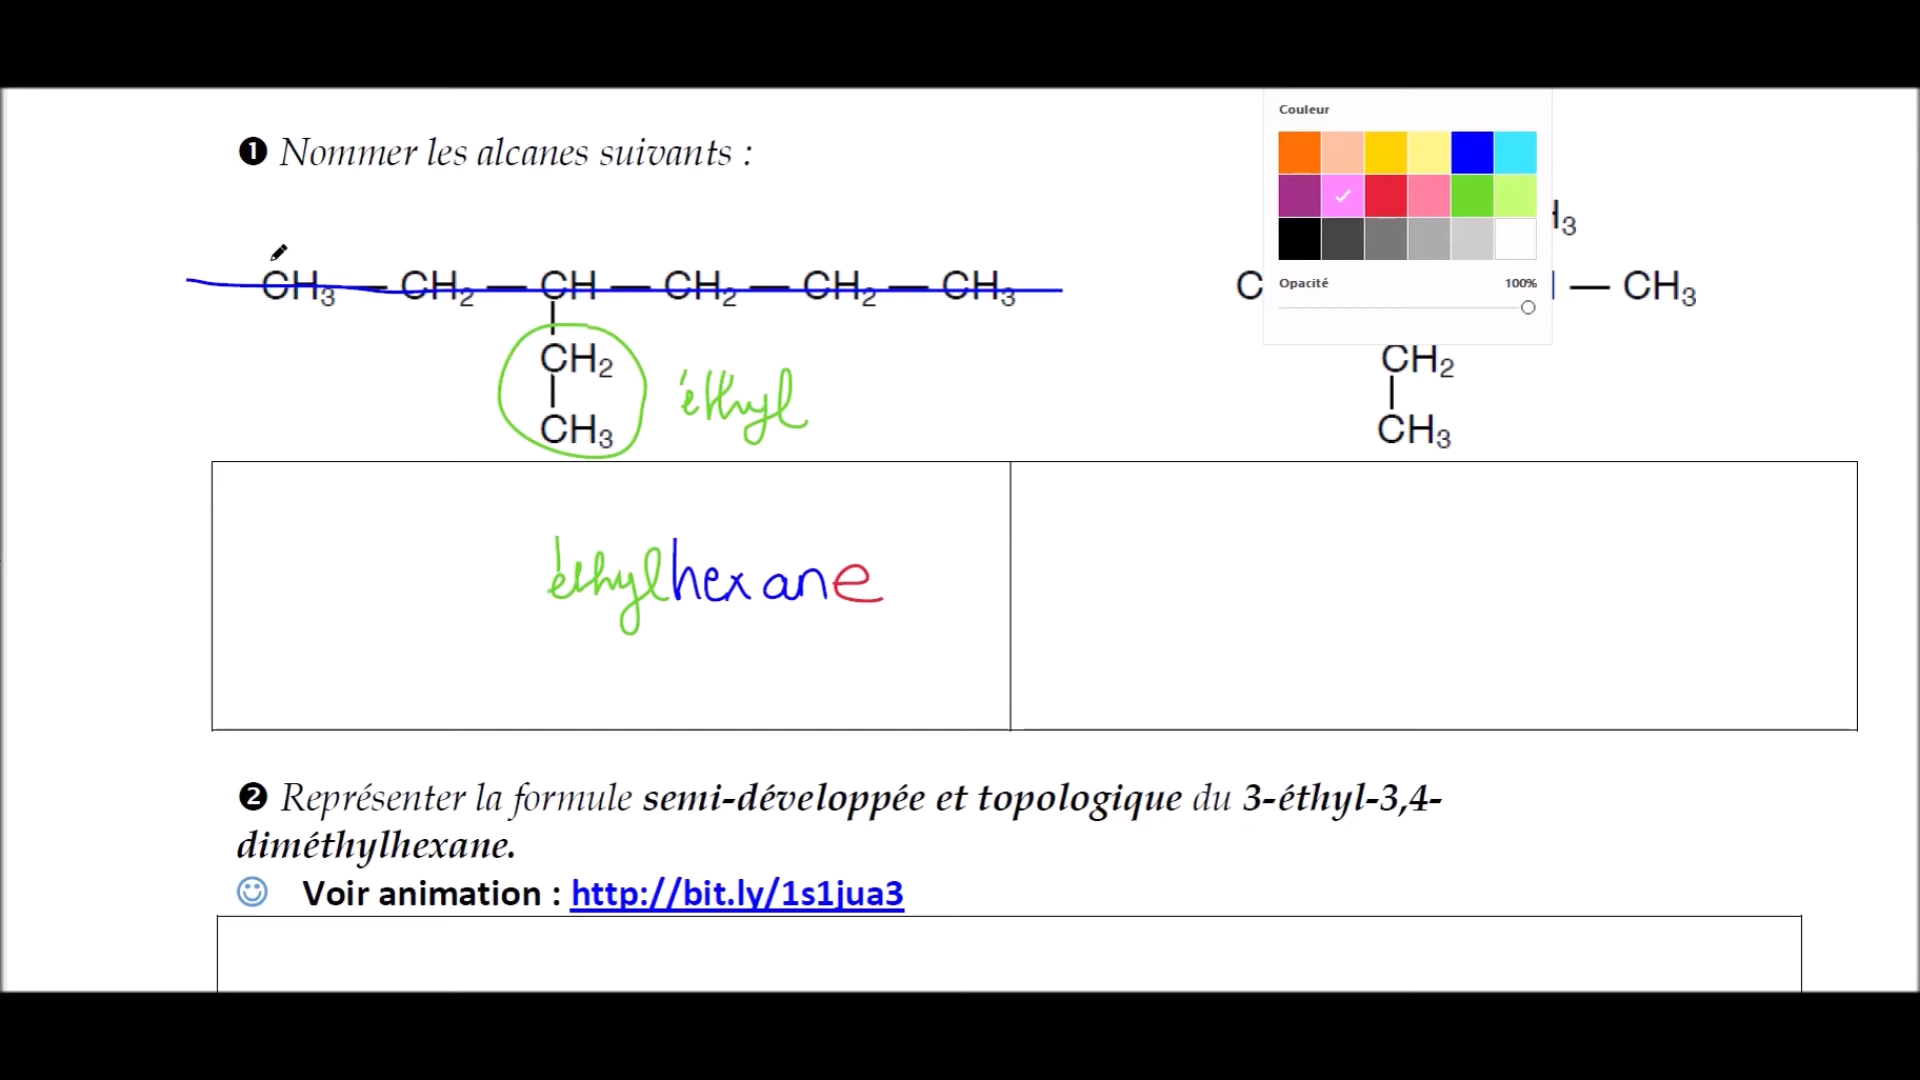 ❶ Nommer les alcanes suivants :
Couleur
H₃
CH₃ — CH₂ — CH — CH₂ — CH₂ — CH₃
C
Opacité 100%
— CH₃
CH₂
CH₃
éthyl
CH₂
CH₃
éthylhexane
❷ Représenter la formule semi-développée et topologique du 3-éthyl-3,4-
diméthylhexane.
Voir animation : http://bit.ly/1s1jua3